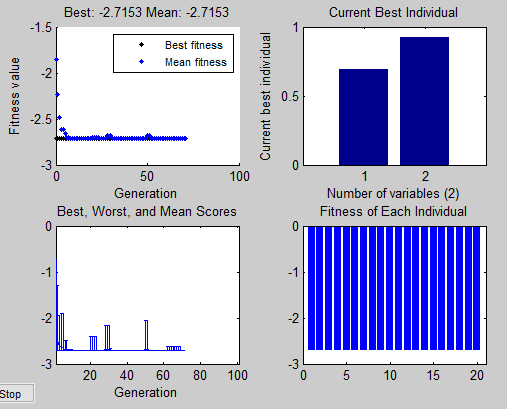 Best: -2.7153 Mean: -2.7153
-1.5
-2
-2.5
-3
Fitness value
0 50 100
Generation
Best fitness
Mean fitness
Current Best Individual
1
0.5
0
Current best individual
1 2
Number of variables (2)
Best, Worst, and Mean Scores
0
-1
-2
-3
20 40 60 80 100
Generation
Fitness of Each Individual
0
-1
-2
-3
0 5 10 15 20
Stop